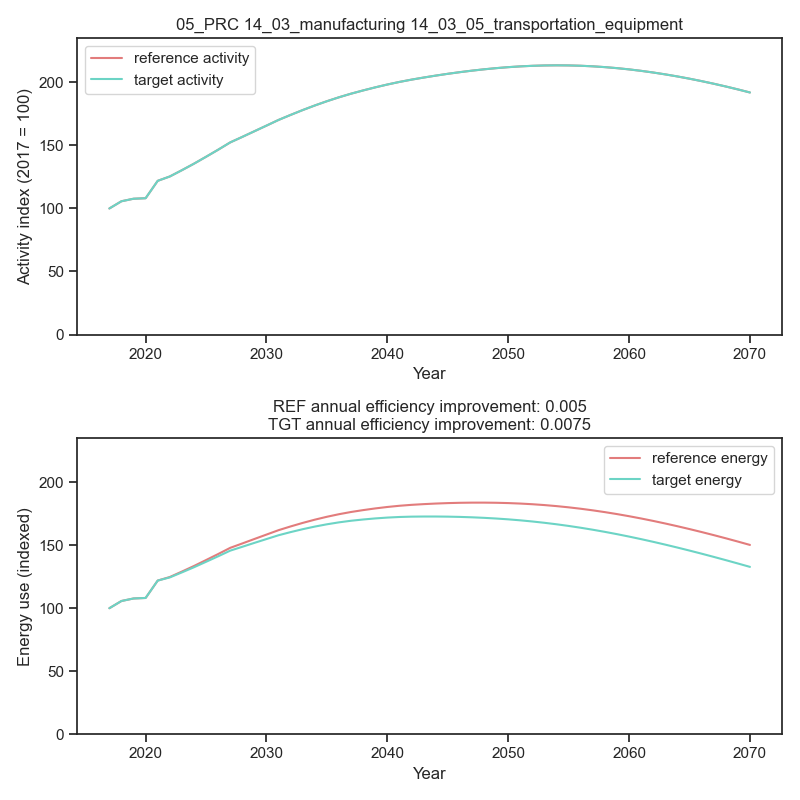 05_PRC 14_03_manufacturing 14_03_05_transportation_equipment
reference activity
target activity
Activity index (2017 = 100)
200
150
100
50
0
2020 2030 2040 2050 2060 2070
Year
REF annual efficiency improvement: 0.005
TGT annual efficiency improvement: 0.0075
reference energy
target energy
Energy use (indexed)
200
150
100
50
0
2020 2030 2040 2050 2060 2070
Year